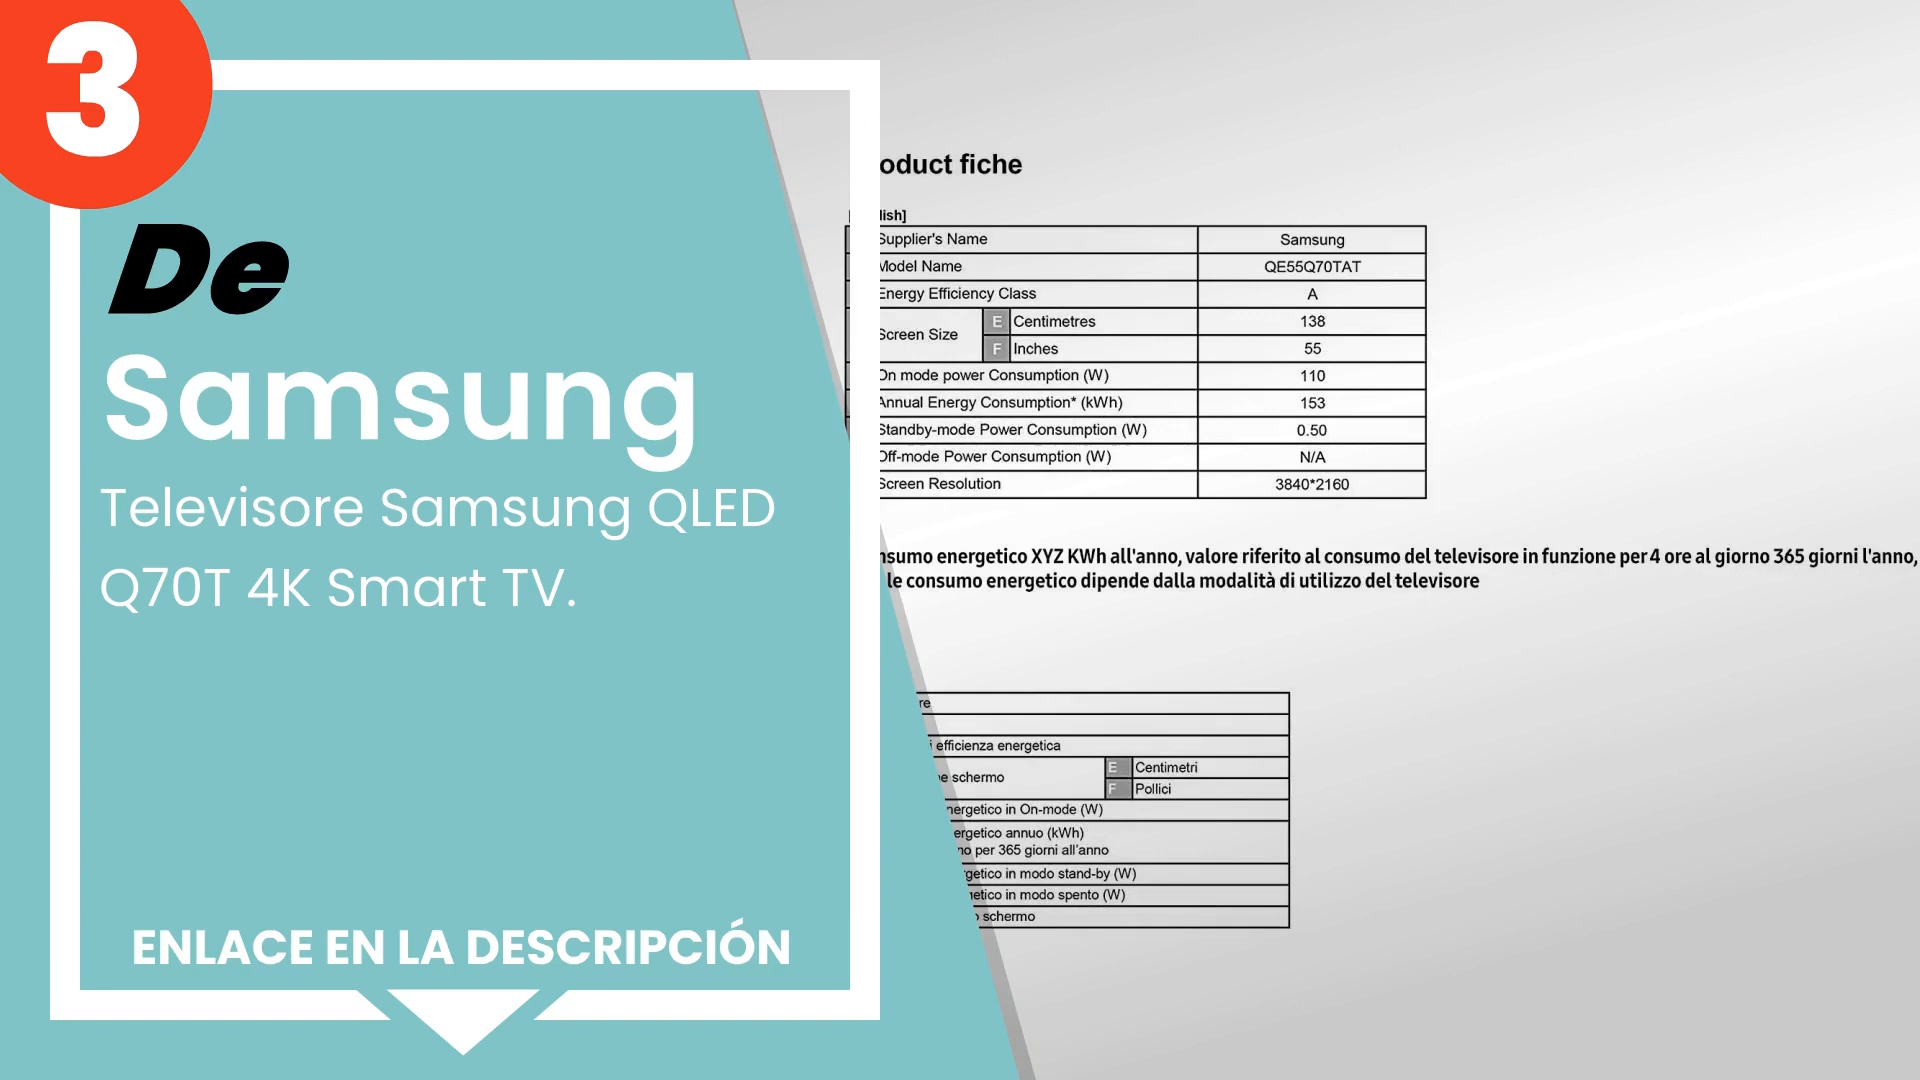 3
De
Samsung
Televisore Samsung QLED
Q70T 4K Smart TV.
ENLACE EN LA DESCRIPCIÓN
oduct fiche
lish]
Supplier's Name Samsung
Model Name QE55Q70TAT
Energy Efficiency Class A
Screen Size E Centimetres 138
F Inches 55
On mode power Consumption (W) 110
Annual Energy Consumption* (kWh) 153
Standby-mode Power Consumption (W) 0.50
Off-mode Power Consumption (W) N/A
Screen Resolution 3840*2160
nsumo energetico XYZ KWh all'anno, valore riferito al consumo del televisore in funzione per 4 ore al giorno 365 giorni l'anno,
le consumo energetico dipende dalla modalità di utilizzo del televisore
re
i efficienza energetica
e schermo E Centimetri
F Pollici
nergetico in On-mode (W)
ergetico annuo (kWh)
no per 365 giorni all'anno
getico in modo stand-by (W)
etico in modo spento (W)
schermo